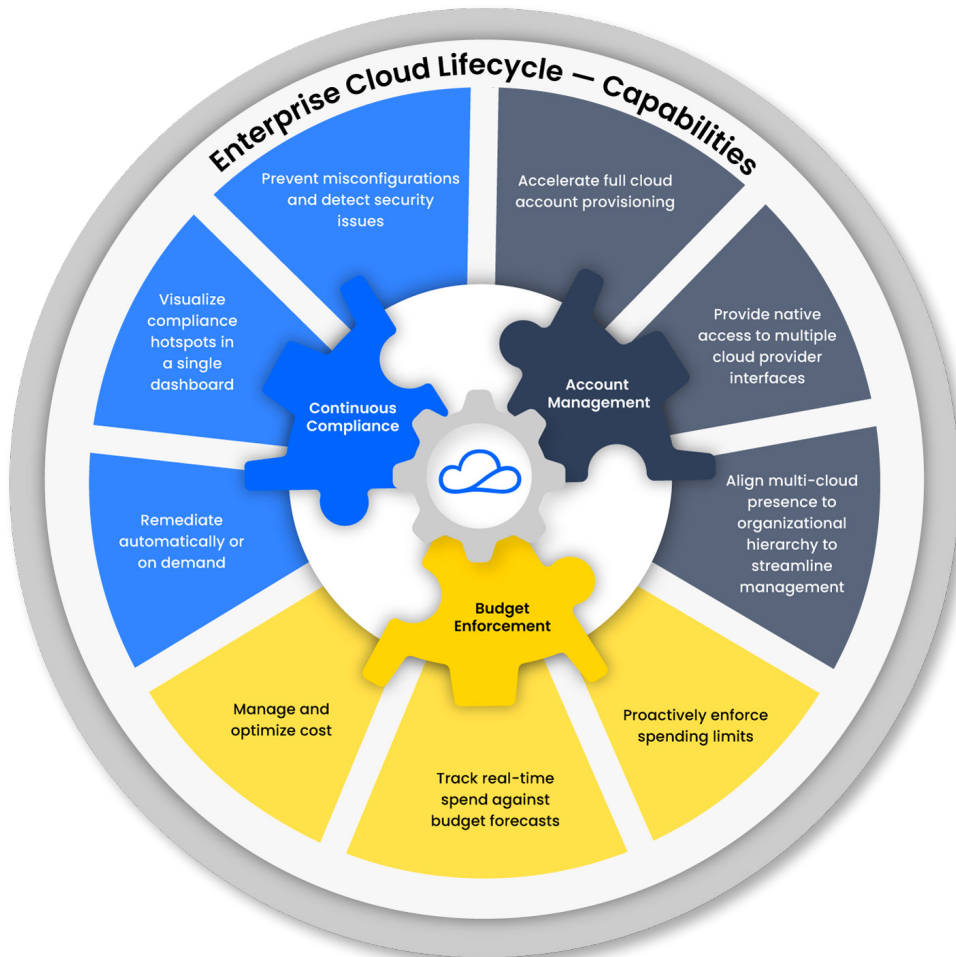 Enterprise Cloud Lifecycle — Capabilities
Prevent misconfigurations
and detect security
issues
Accelerate full cloud
account provisioning
Visualize
compliance
hotspots in
a single
dashboard
Provide native
access to multiple
cloud provider
interfaces
Continuous
Compliance
Account
Management
Remediate
automatically or
on demand
Align multi-cloud
presence to
organizational
hierarchy to
streamline
management
Budget
Enforcement
Manage and
optimize cost
Track real-time
spend against
budget forecasts
Proactively enforce
spending limits